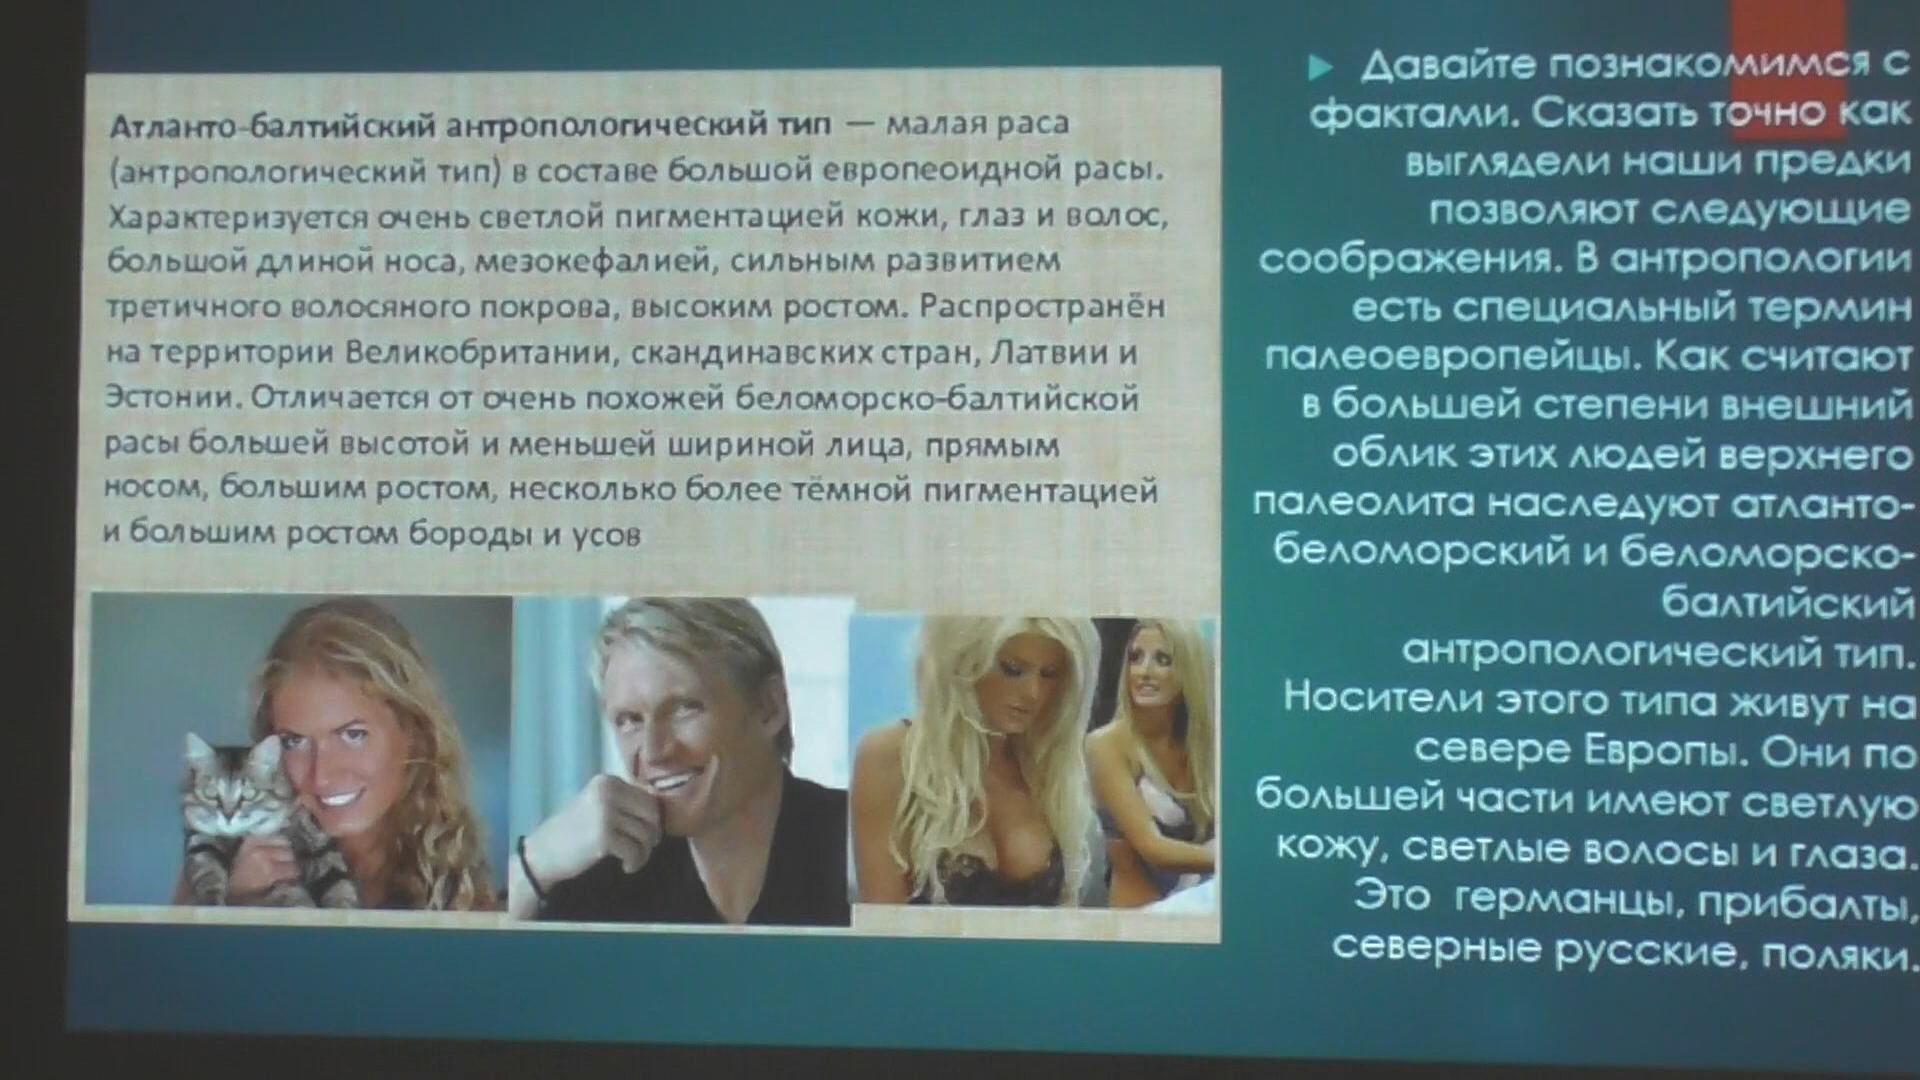 Атланто-балтийский антропологический тип — малая раса
(антропологический тип) в составе большой европеоидной расы.
Характеризуется очень светлой пигментацией кожи, глаз и волос,
большой длиной носа, мезокефалией, сильным развитием
третичного волосяного покрова, высоким ростом. Распространён
на территории Великобритании, скандинавских стран, Латвии и
Эстонии. Отличается от очень похожей беломорско-балтийской
расы большей высотой и меньшей шириной лица, прямым
носом, большим ростом, несколько более тёмной пигментацией
и большим ростом бороды и усов
Давайте познакомимся с
фактами. Сказать точно как
выглядели наши предки
позволяют следующие
соображения. В антропологии
есть специальный термин
палеоевропейцы. Как считают
в большей степени внешний
облик этих людей верхнего
палеолита наследуют атланто-
беломорский и беломорско-
балтийский
антропологический тип.
Носители этого типа живут на
севере Европы. Они по
большей части имеют светлую
кожу, светлые волосы и глаза.
Это германцы, прибалты,
северные русские, поляки.